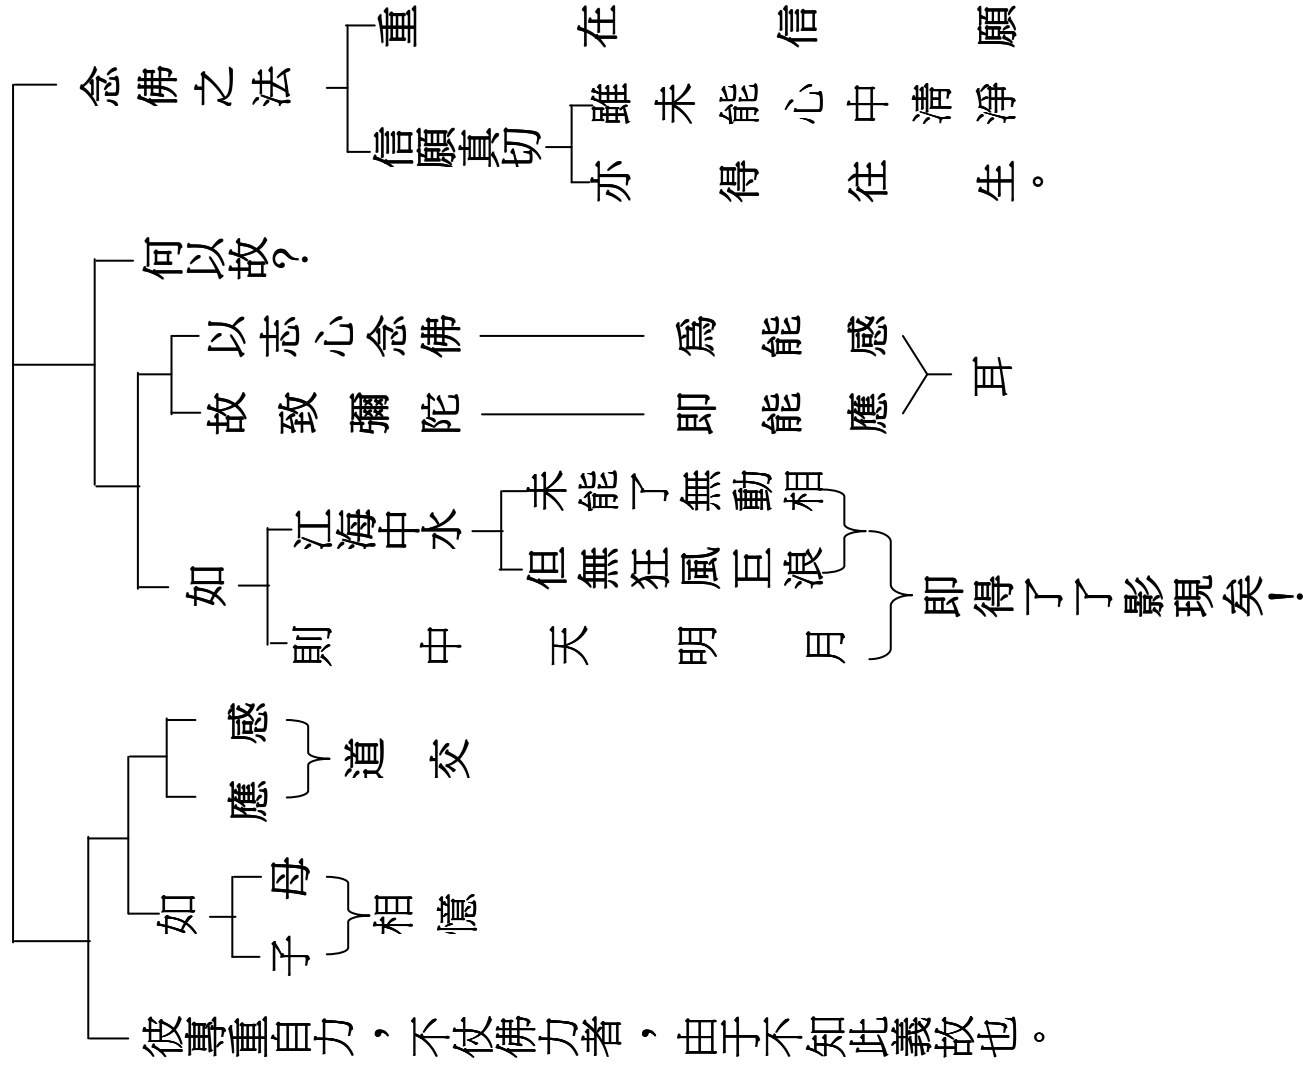 念佛之法
重在信願
信願真切
雖未能心中清淨
亦得往生。
何以故？
以志心念佛
為能感
故致彌陀
即能應
耳
如
江海中水
未能了無動相
但無狂風巨浪
則中天明月
即得了了影現矣！
感
應
道交
如
母
子
相憶
彼專重自力，不仗佛力者，由于不知此義故也。